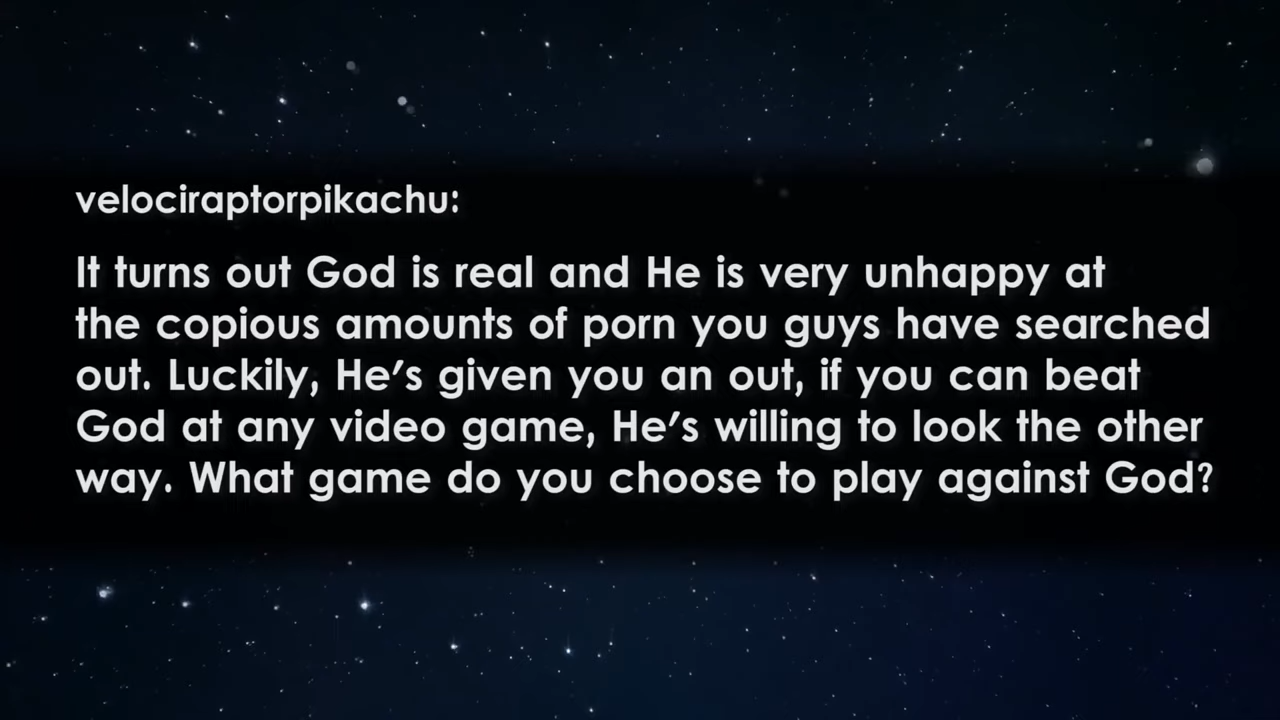 velociraptorpikachu:
It turns out God is real and He is very unhappy at
the copious amounts of porn you guys have searched
out. Luckily, He's given you an out, if you can beat
God at any video game, He's willing to look the other
way. What game do you choose to play against God?